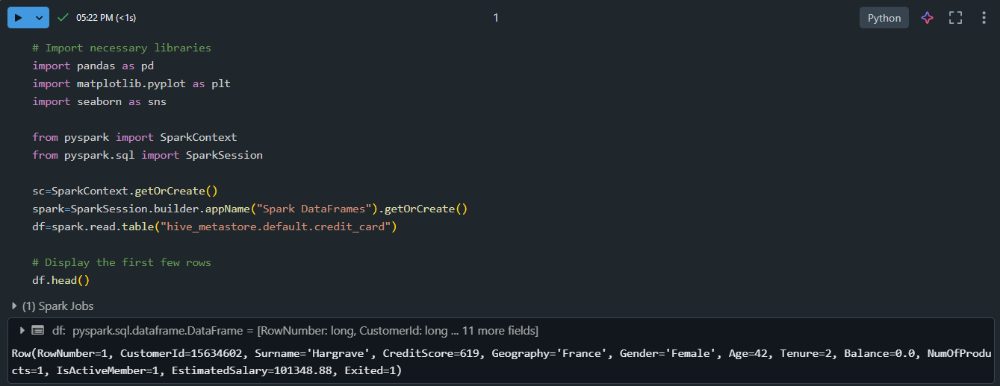 05:22 PM (<1s)
1
Python
# Import necessary libraries
import pandas as pd
import matplotlib.pyplot as plt
import seaborn as sns
from pyspark import SparkContext
from pyspark.sql import SparkSession
sc=SparkContext.getOrCreate()
spark=SparkSession.builder.appName("Spark DataFrames").getOrCreate()
df=spark.read.table("hive_metastore.default.credit_card")
# Display the first few rows
df.head()
(1) Spark Jobs
df: pyspark.sql.dataframe.DataFrame = [RowNumber: long, CustomerId: long ... 11 more fields]
Row(RowNumber=1, CustomerId=15634602, Surname='Hargrave', CreditScore=619, Geography='France', Gender='Female', Age=42, Tenure=2, Balance=0.0, NumOfProdu
cts=1, IsActiveMember=1, EstimatedSalary=101348.88, Exited=1)